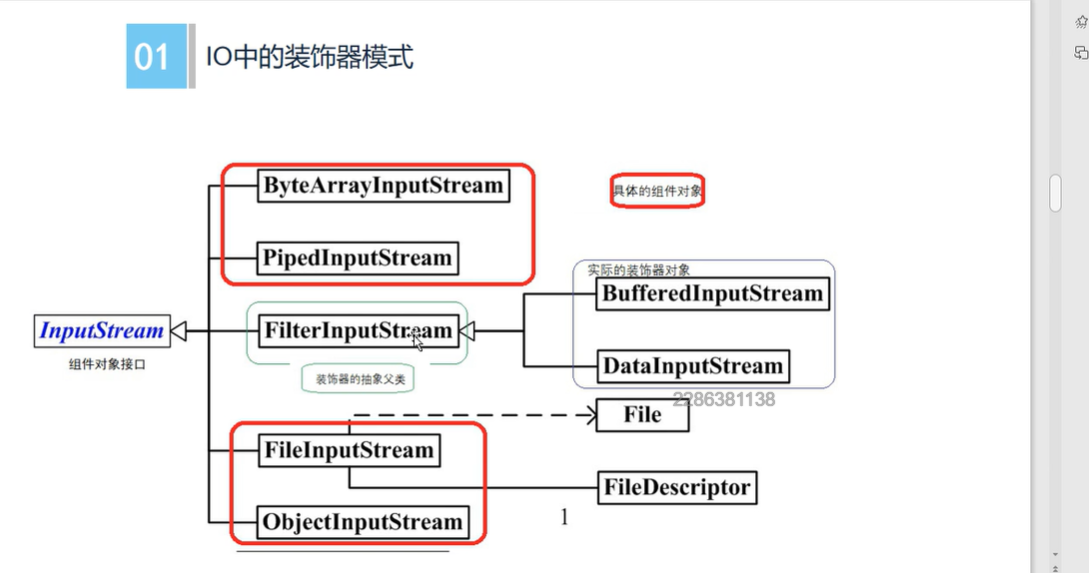 01
IO中的装饰器模式
ByteArrayInputStream
具体的组件对象
PipedInputStream
实际的装饰器对象
BufferedInputStream
InputStream
FilterInputStream
组件对象接口
DataInputStream
装饰器的抽象父类
2286381138
File
FileInputStream
FileDescriptor
ObjectInputStream
1